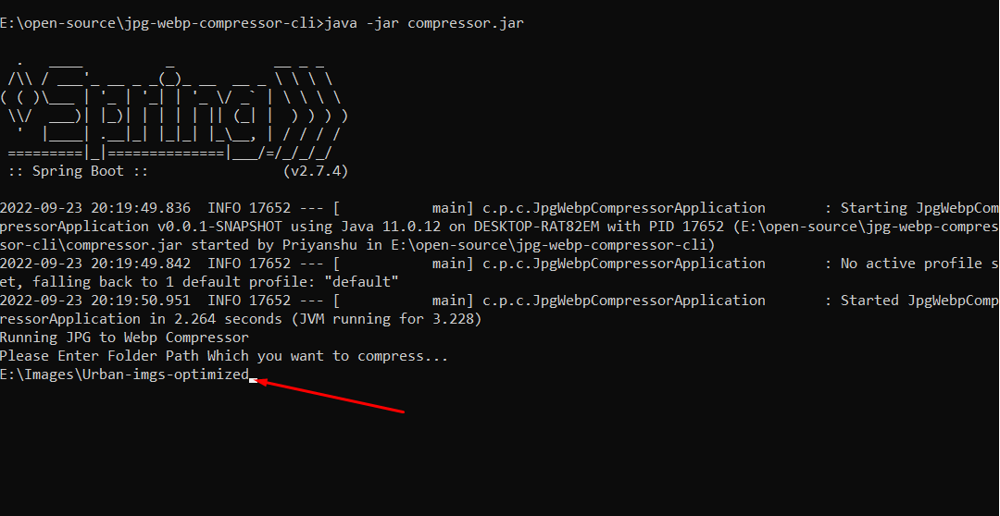 E:\open-source\jpg-webp-compressor-cli>java -jar compressor.jar
  .   ____          _            __ _ _
 /\\ / ___'_ __ _ _(_)_ __  __ _ \ \ \ \
( ( )\___ | '_ | '_| | '_ \/ _` | \ \ \ \
 \\/  ___)| |_)| | | | | || (_| |  ) ) ) )
  '  |____| .__|_| |_|_| |_\__, | / / / /
 =========|_|==============|___/=/_/_/_/
 :: Spring Boot ::                (v2.7.4)
2022-09-23 20:19:49.836  INFO 17652 --- [           main] c.p.c.JpgWebpCompressorApplication       : Starting JpgWebpCom
pressorApplication v0.0.1-SNAPSHOT using Java 11.0.12 on DESKTOP-RAT82EM with PID 17652 (E:\open-source\jpg-webp-compres
sor-cli\compressor.jar started by Priyanshu in E:\open-source\jpg-webp-compressor-cli)
2022-09-23 20:19:49.842  INFO 17652 --- [           main] c.p.c.JpgWebpCompressorApplication       : No active profile s
et, falling back to 1 default profile: "default"
2022-09-23 20:19:50.951  INFO 17652 --- [           main] c.p.c.JpgWebpCompressorApplication       : Started JpgWebpComp
ressorApplication in 2.264 seconds (JVM running for 3.228)
Running JPG to Webp Compressor
Please Enter Folder Path Which you want to compress...
E:\Images\Urban-imgs-optimized